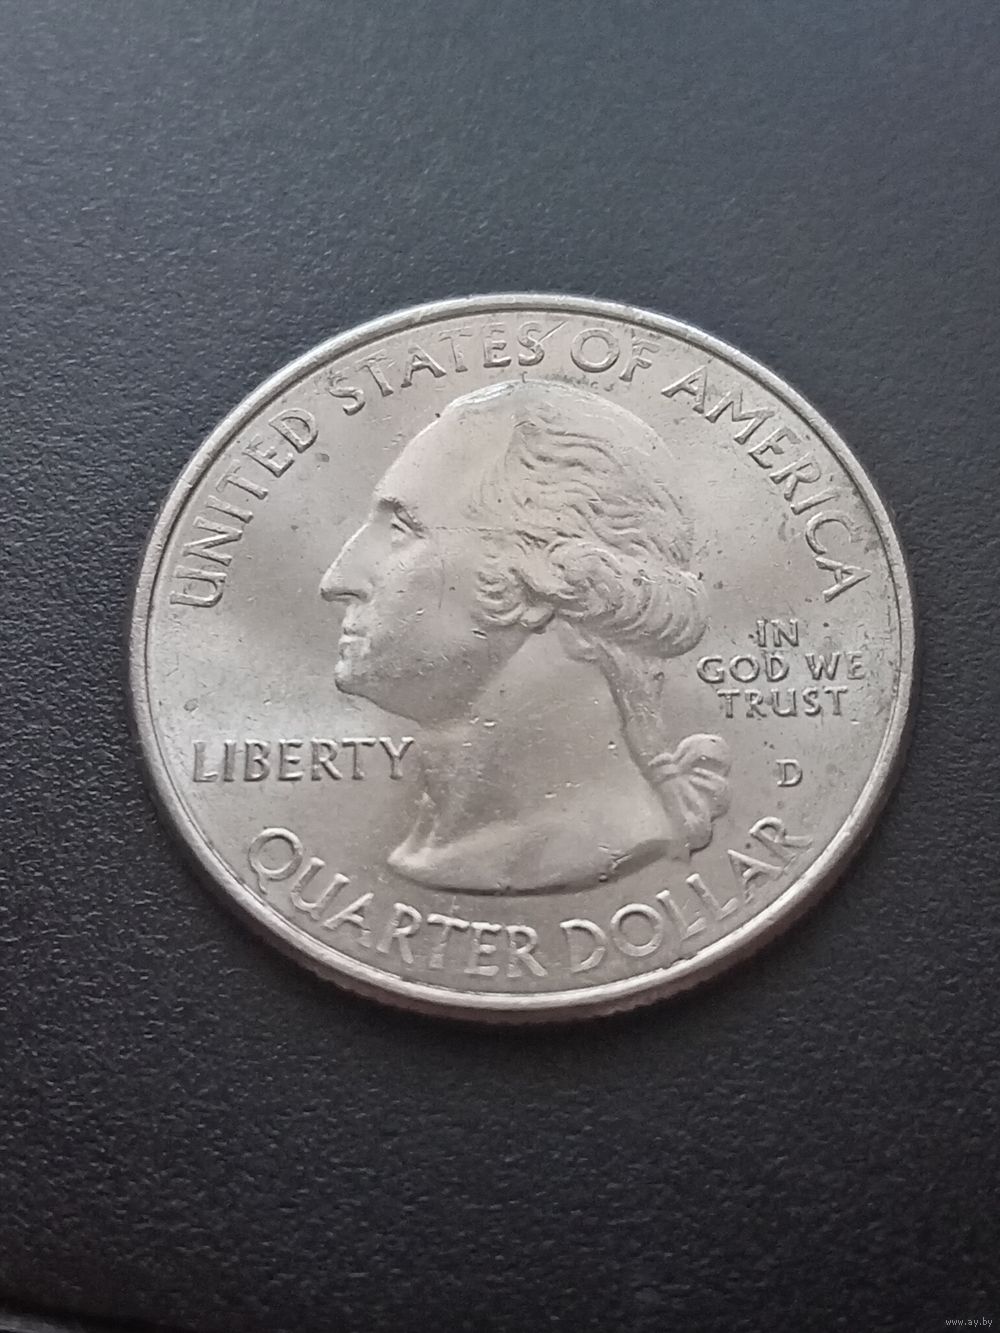 UNITED STATES OF AMERICA
IN
GOD WE
TRUST
LIBERTY
D
QUARTER DOLLAR
www.ay.by